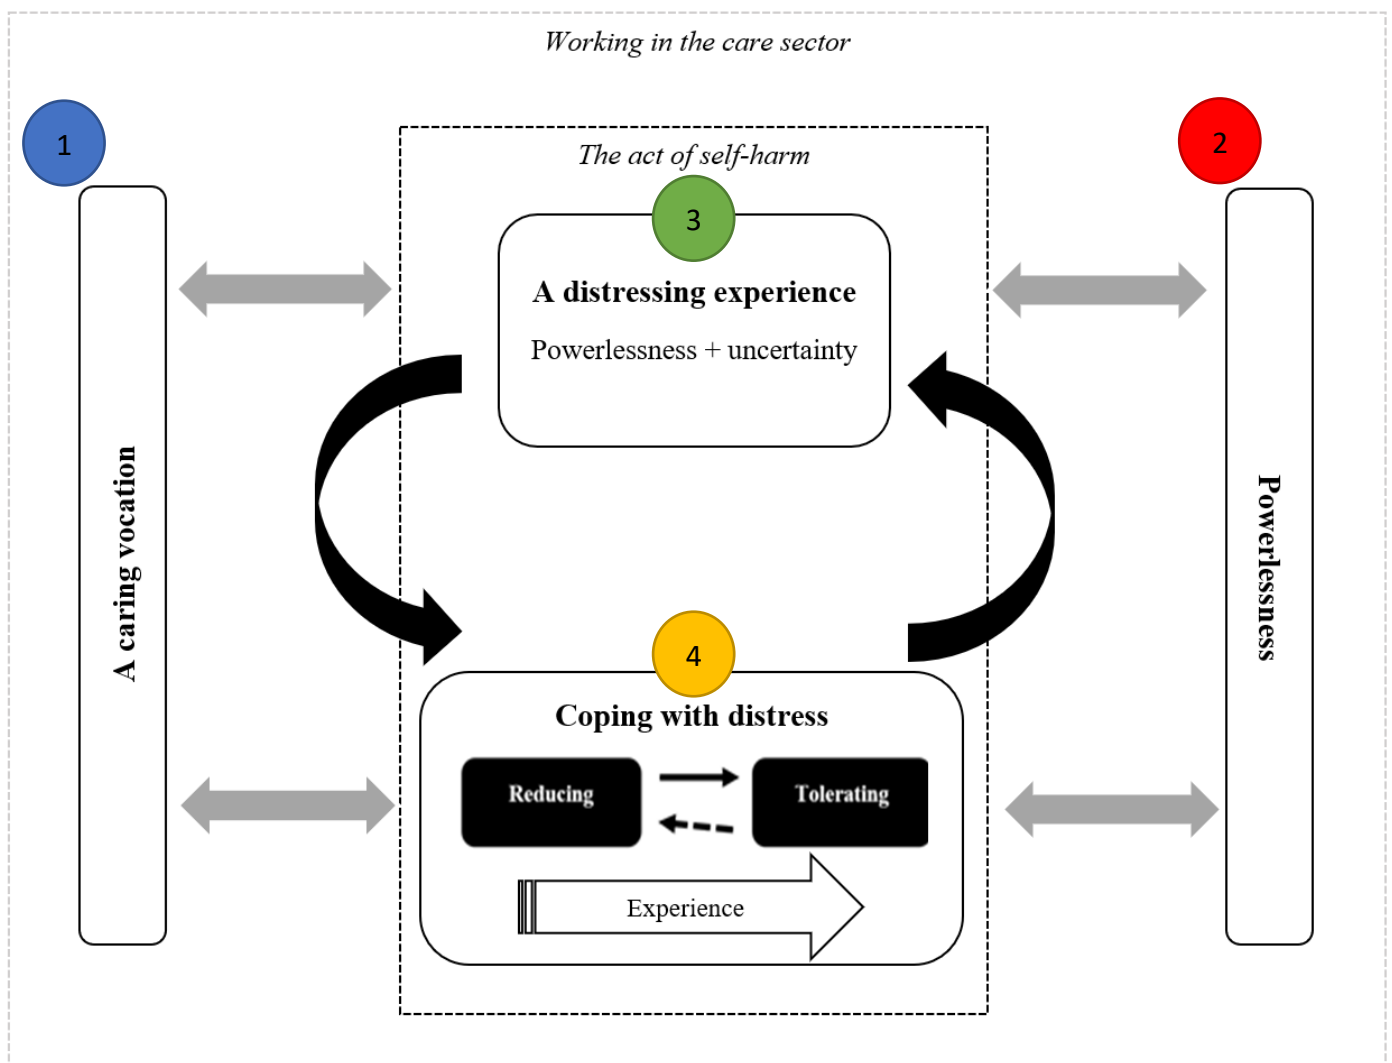 Working in the care sector
1
2
The act of self-harm
3
A distressing experience
Powerlessness + uncertainty
A caring vocation
Powerlessness
4
Coping with distress
Reducing
Tolerating
Experience